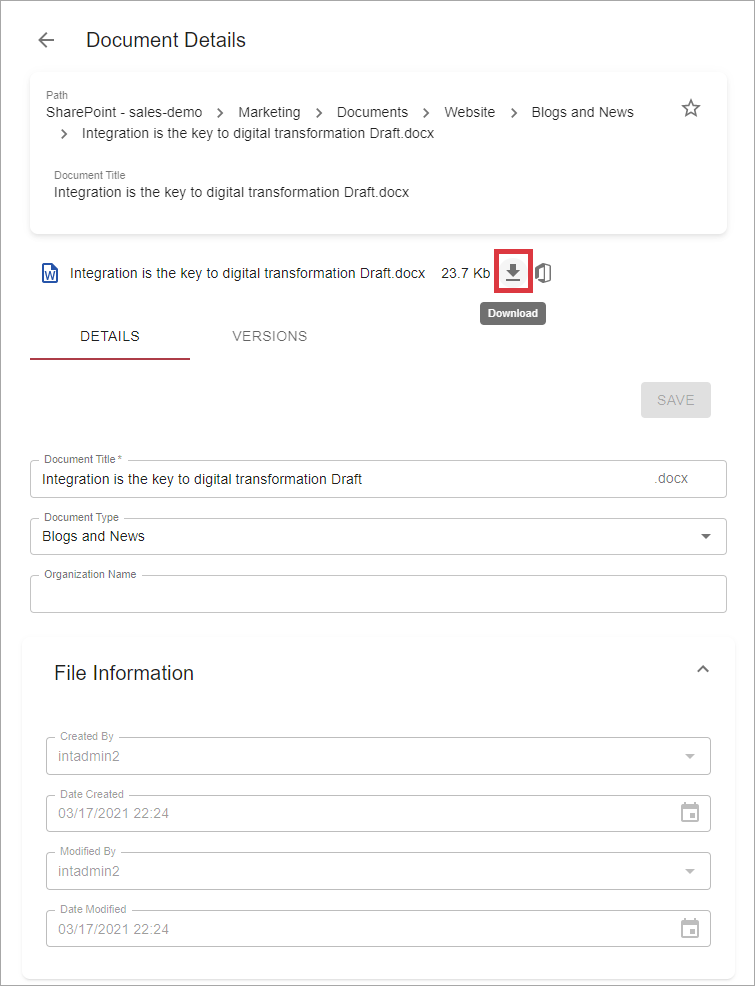 Document Details
Path
SharePoint - sales-demo > Marketing > Documents > Website > Blogs and News
> Integration is the key to digital transformation Draft.docx
Document Title
Integration is the key to digital transformation Draft.docx
W Integration is the key to digital transformation Draft.docx 23.7 Kb
Download
DETAILS VERSIONS
SAVE
Document Title *
Integration is the key to digital transformation Draft .docx
Document Type
Blogs and News
Organization Name
File Information
Created By
intadmin2
Date Created
03/17/2021 22:24
Modified By
intadmin2
Date Modified
03/17/2021 22:24